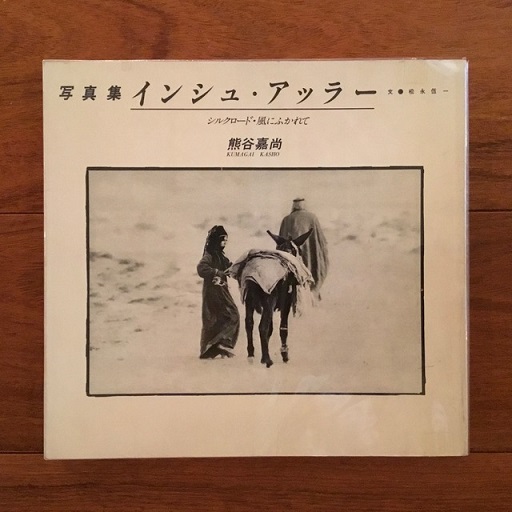 写真集 インシュ・アッラー 文●松永信一
シルクロード・風にふかれて
熊谷嘉尚
KUMAGAI KASHO